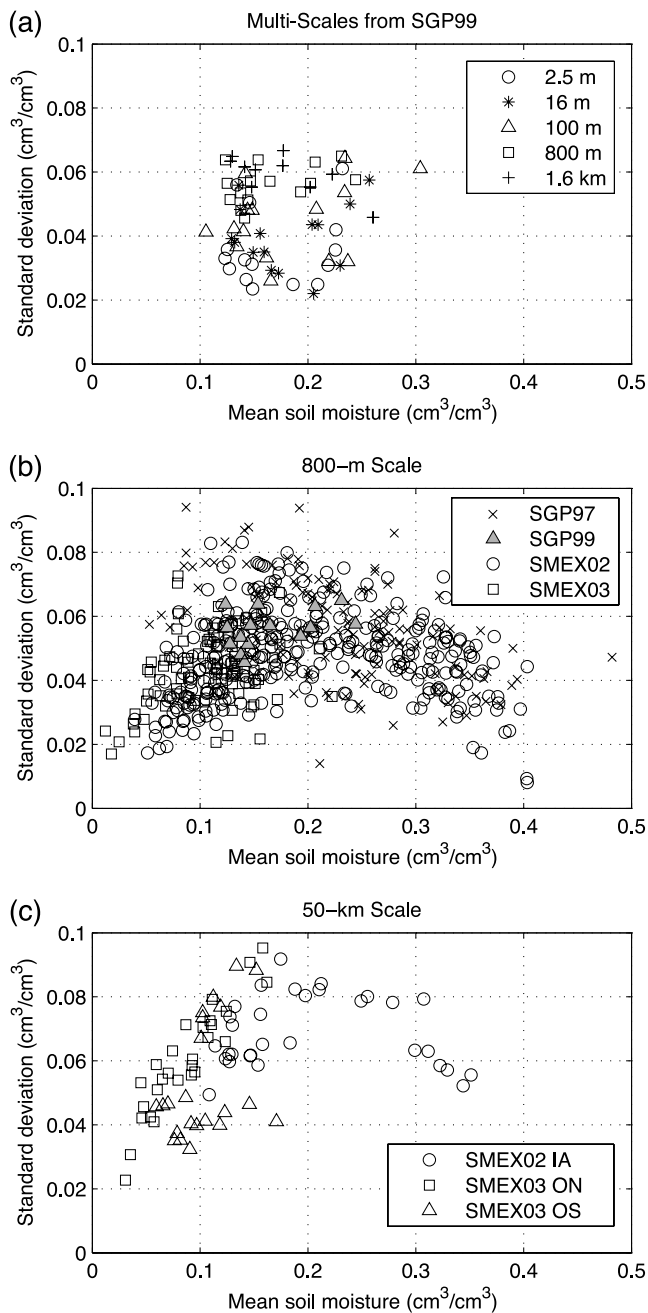 (a)
Multi-Scales from SGP99
Standard deviation (cm³/cm³)
0.1
0.08
0.06
0.04
0.02
0
2.5 m
16 m
100 m
800 m
1.6 km
0 0.1 0.2 0.3 0.4 0.5
Mean soil moisture (cm³/cm³)
(b)
800–m Scale
Standard deviation (cm³/cm³)
0.1
0.08
0.06
0.04
0.02
0
SGP97
SGP99
SMEX02
SMEX03
0 0.1 0.2 0.3 0.4 0.5
Mean soil moisture (cm³/cm³)
(c)
50–km Scale
Standard deviation (cm³/cm³)
0.1
0.08
0.06
0.04
0.02
0
SMEX02 IA
SMEX03 ON
SMEX03 OS
0 0.1 0.2 0.3 0.4 0.5
Mean soil moisture (cm³/cm³)